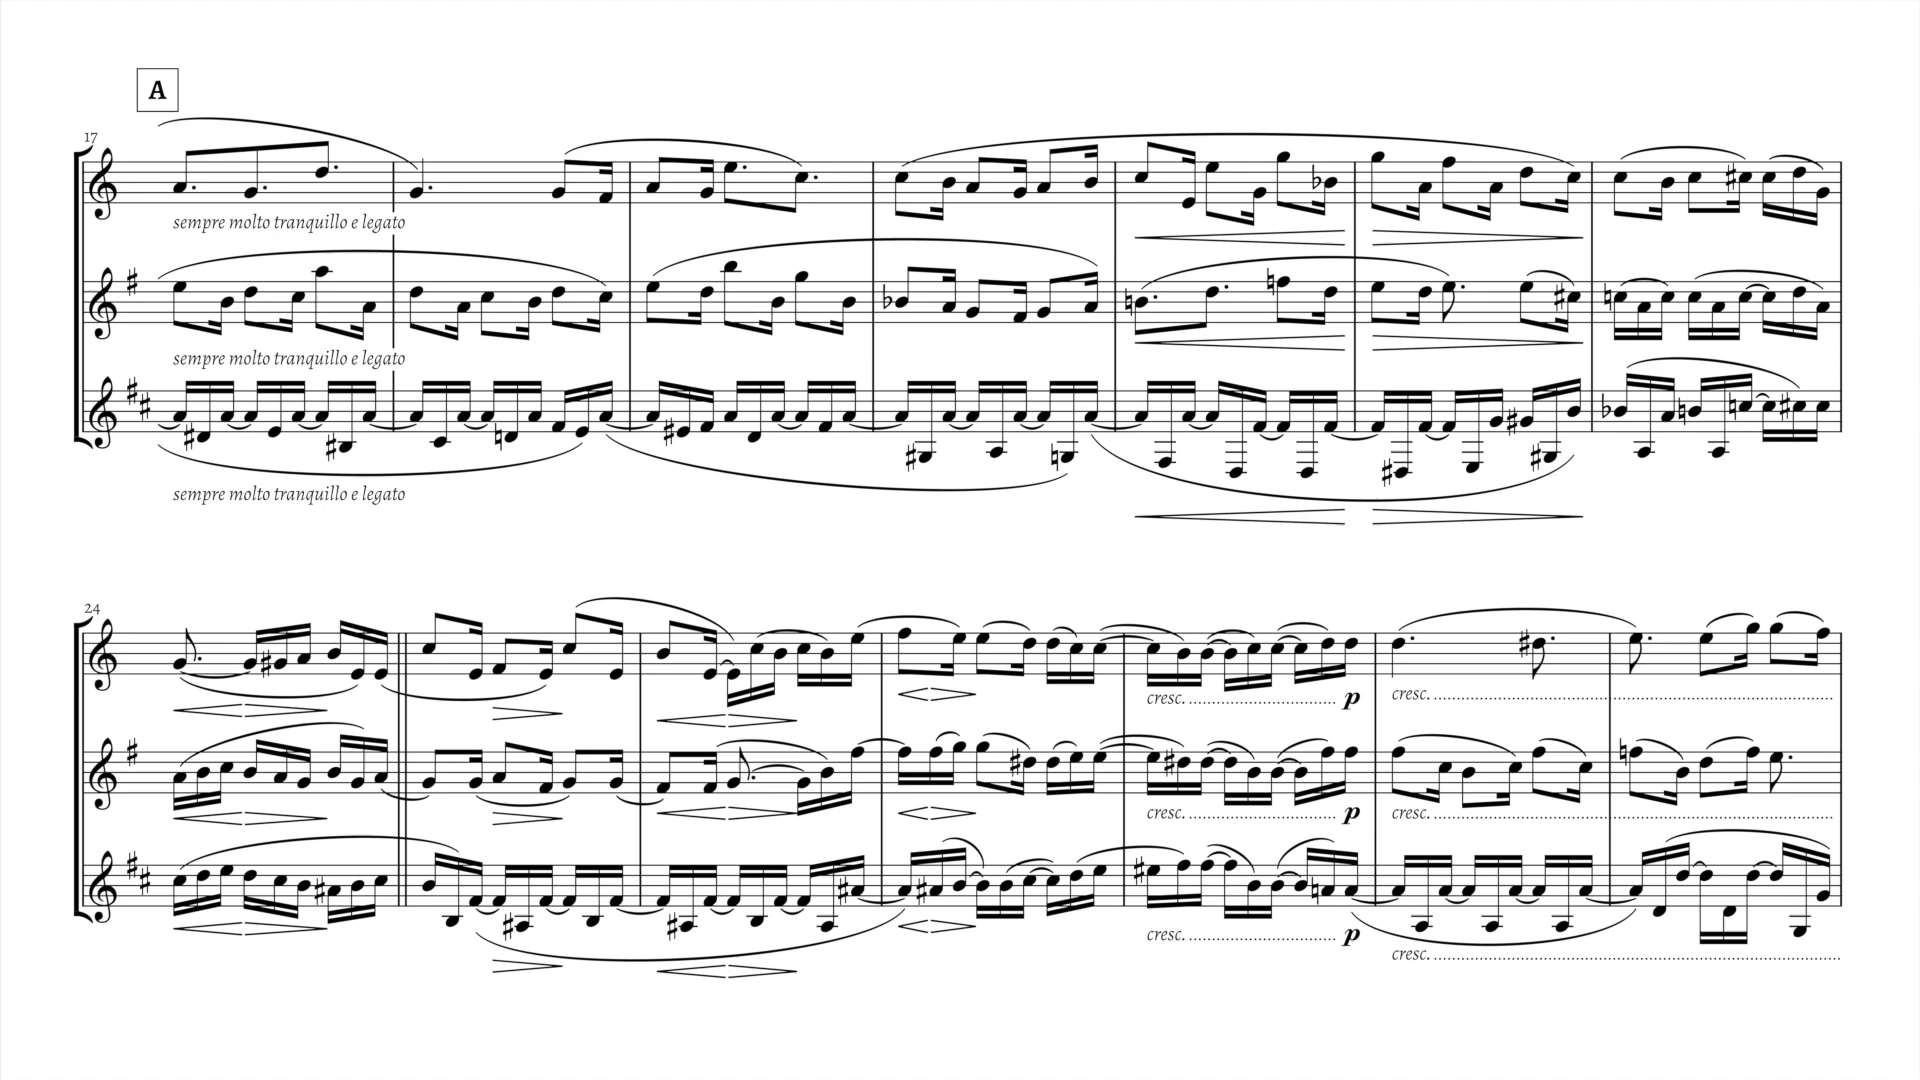 A
17
sempre molto tranquillo e legato
sempre molto tranquillo e legato
sempre molto tranquillo e legato
24
cresc. p cresc.
cresc. p cresc.
cresc. p cresc.